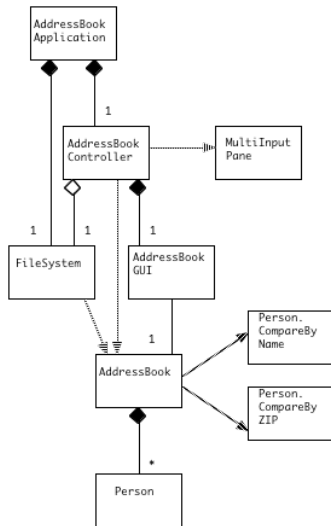 AddressBook
Application
1
AddressBook
Controller
MultiInput
Pane
1
1
1
FileSystem
AddressBook
GUI
Person.
CompareBy
Name
1
AddressBook
Person.
CompareBy
ZIP
*
Person